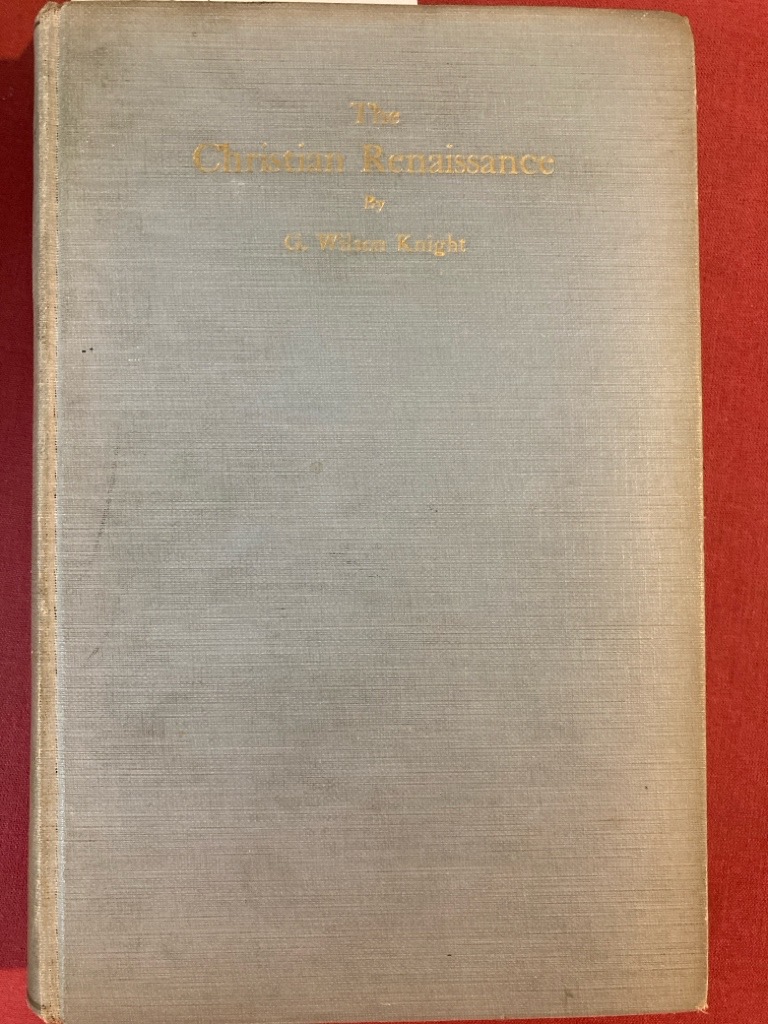 The
Christian Renaissance
By
G. Wilson Knight